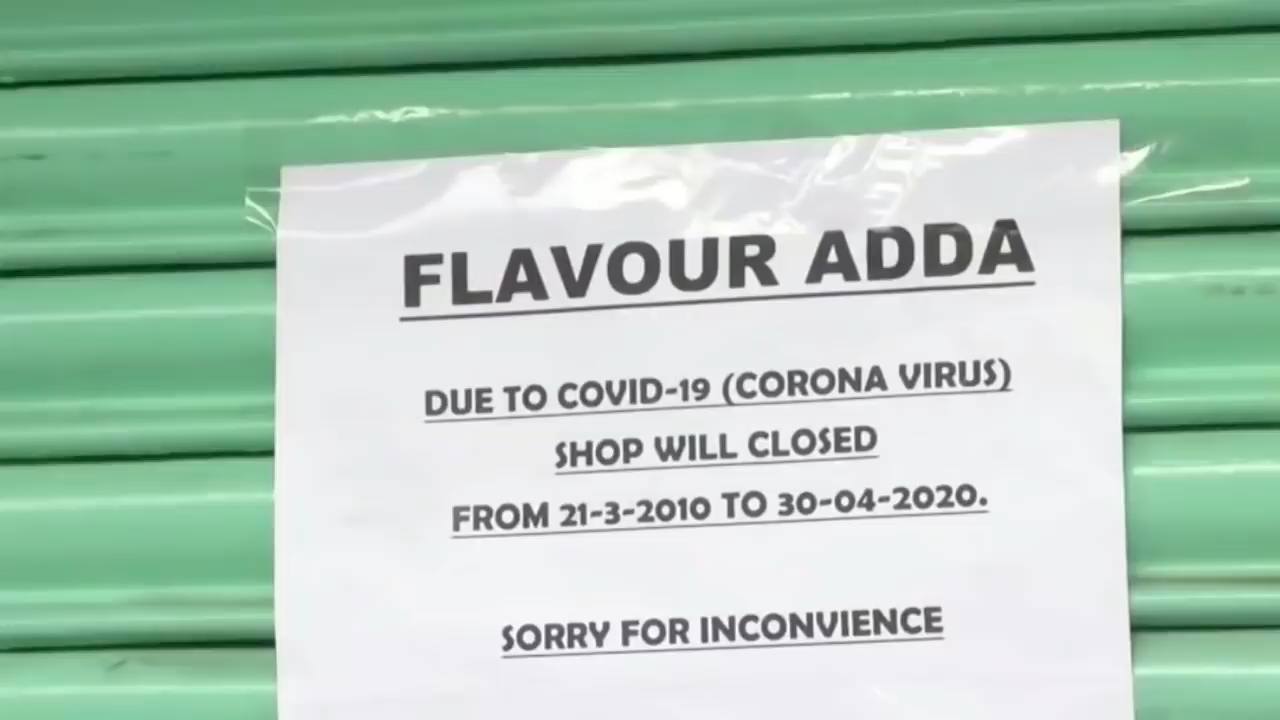 FLAVOUR ADDA
DUE TO COVID-19 (CORONA VIRUS)
SHOP WILL CLOSED
FROM 21-3-2010 TO 30-04-2020.
SORRY FOR INCONVIENCE